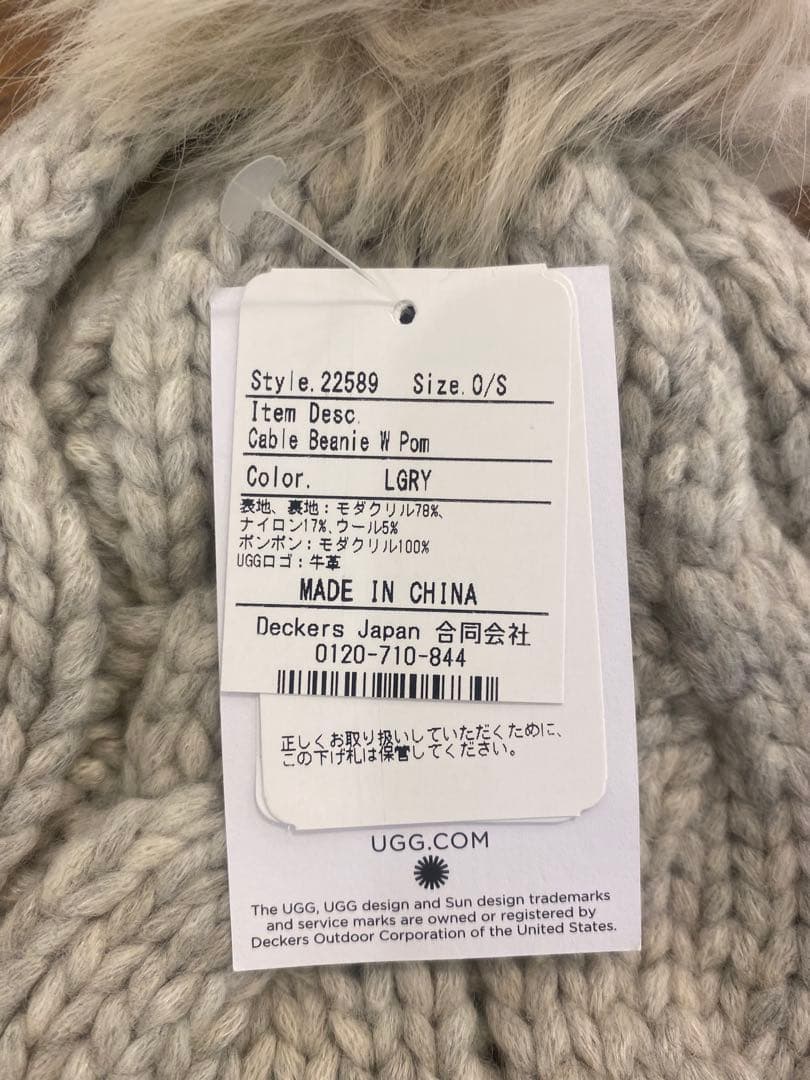 Style. 22589 Size. O/S
Item Desc.
Cable Beanie W Pom
Color. LGRY
表地、裏地：モダクリル78%、
ナイロン17%、ウール5%
ポンポン：モダクリル100%
UGGロゴ：牛革
MADE IN CHINA
Deckers Japan 合同会社
0120-710-844
正しくお取り扱いしていただくために、
この下げ札は保管してください。
UGG.COM
The UGG, UGG design and Sun design trademarks
and service marks are owned or registered by
Deckers Outdoor Corporation of the United States.